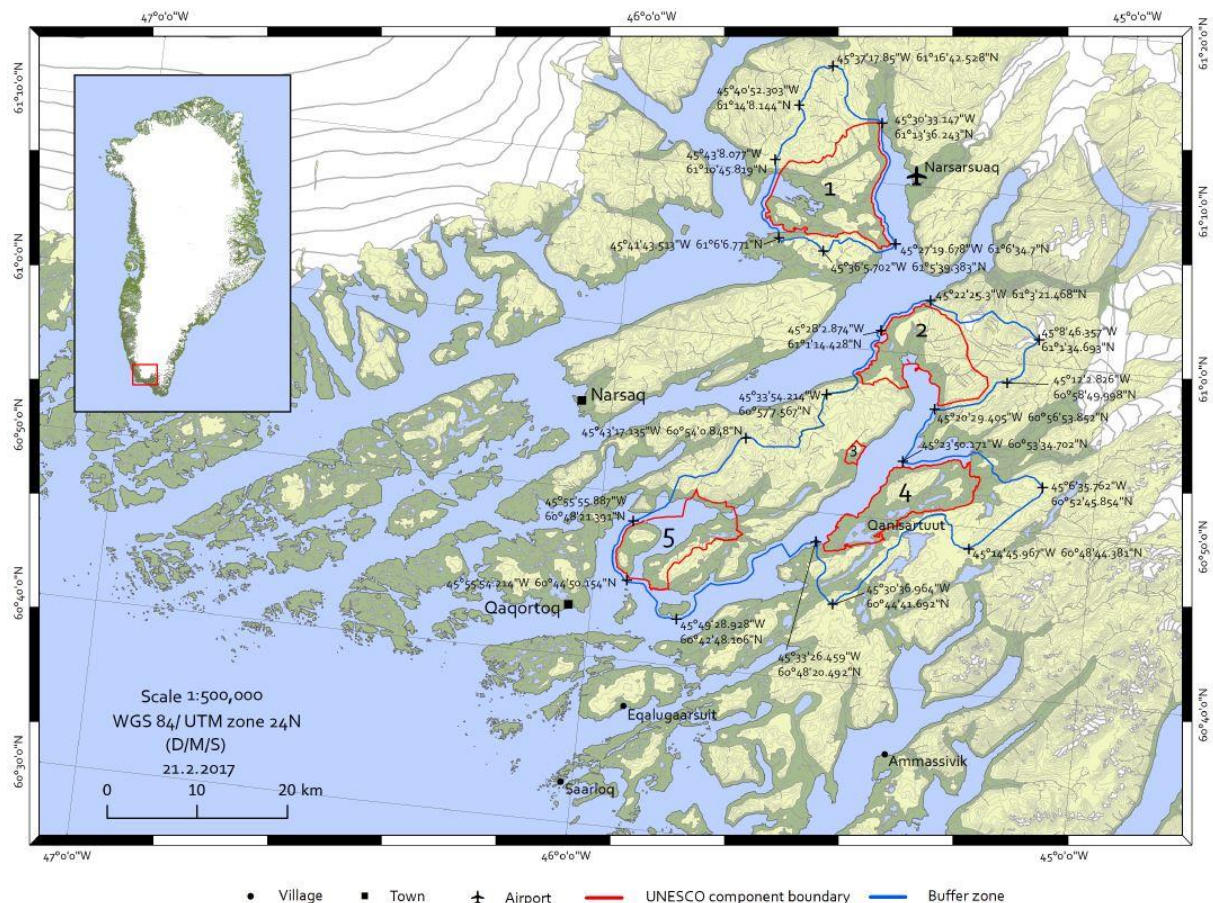 47°0'0"W
46°0'0"W
45°0'0"W
61°20'0"N
61°10'0"N
61°10'0"N
61°0'0"N
61°0'0"N
60°50'0"N
60°50'0"N
60°40'0"N
60°40'0"N
60°30'0"N
45°37'17.85"W 61°16'42.528"N
45°40'52.303"W
61°14'8.144"N
45°30'33.147"W
61°13'36.243"N
45°43'8.077"W
61°10'45.819"N
Narsarsuaq
1
45°41'43.513"W 61°6'6.771"N
45°27'19.678"W 61°6'34.7"N
45°36'5.702"W 61°5'39.383"N
45°22'25.3"W 61°3'21.468"N
45°28'2.874"W
61°1'14.428"N
2
45°8'46.357"W
61°1'34.693"N
45°12'2.826"W
60°58'49.998"N
45°33'54.214"W
60°57'7.567"N
Narsaq
45°20'29.405"W 60°56'53.852"N
45°43'17.135"W 60°54'0.848"N
45°23'50.171"W 60°53'34.702"N
3
4
45°6'35.762"W
60°52'45.854"N
45°55'55.887"W
60°48'21.391"N
Qanisartuut
5
45°14'45.967"W 60°48'44.381"N
45°55'54.214"W 60°44'50.154"N
45°30'36.964"W
60°44'41.692"N
Qaqortoq
45°49'28.928"W
60°42'48.106"N
45°33'26.459"W
60°48'20.492"N
Eqalugaarsuit
Ammassivik
Saarloq
Scale 1:500,000
WGS 84/ UTM zone 24N
(D/M/S)
21.2.2017
0 10 20 km
47°0'0"W
46°0'0"W
45°0'0"W
Village Town Airport UNESCO component boundary Buffer zone